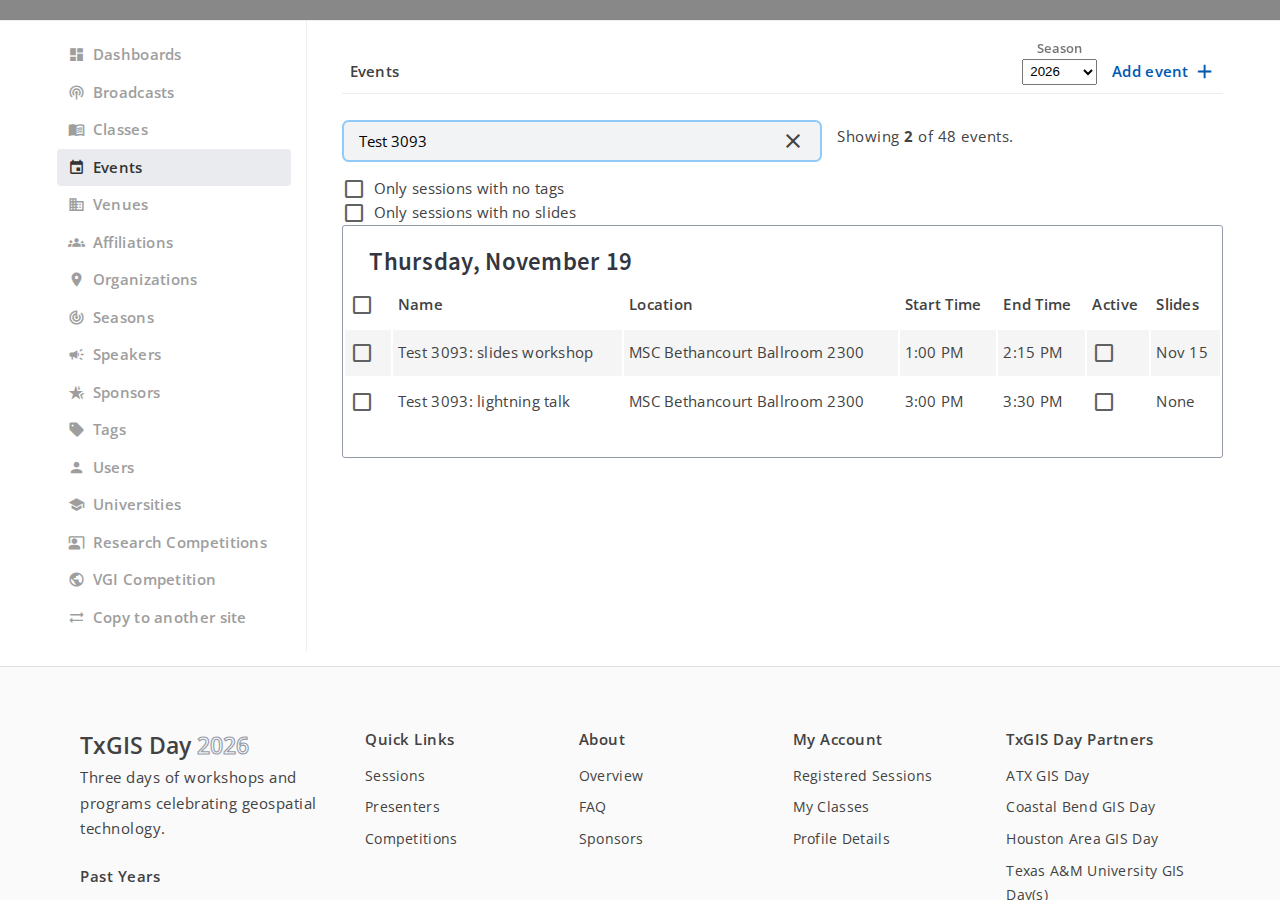 Dashboards
Broadcasts
Classes
Events
Venues
Affiliations
Organizations
Seasons
Speakers
Sponsors
Tags
Users
Universities
Research Competitions
VGI Competition
Copy to another site
Season
Events
2026
Add event
Test 3093
Showing 2 of 48 events.
Only sessions with no tags
Only sessions with no slides
Thursday, November 19
Name Location Start Time End Time Active Slides
Test 3093: slides workshop MSC Bethancourt Ballroom 2300 1:00 PM 2:15 PM Nov 15
Test 3093: lightning talk MSC Bethancourt Ballroom 2300 3:00 PM 3:30 PM None
TxGIS Day 2026
Three days of workshops and
programs celebrating geospatial
technology.
Past Years
Quick Links
Sessions
Presenters
Competitions
About
Overview
FAQ
Sponsors
My Account
Registered Sessions
My Classes
Profile Details
TxGIS Day Partners
ATX GIS Day
Coastal Bend GIS Day
Houston Area GIS Day
Texas A&M University GIS
Day(s)